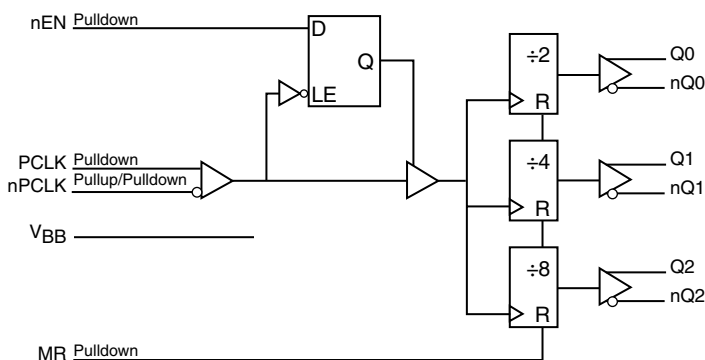 nEN Pulldown
D
Q
LE
PCLK Pulldown
nPCLK Pullup/Pulldown
VBB
MR Pulldown
÷2
R
Q0
nQ0
÷4
R
Q1
nQ1
÷8
R
Q2
nQ2